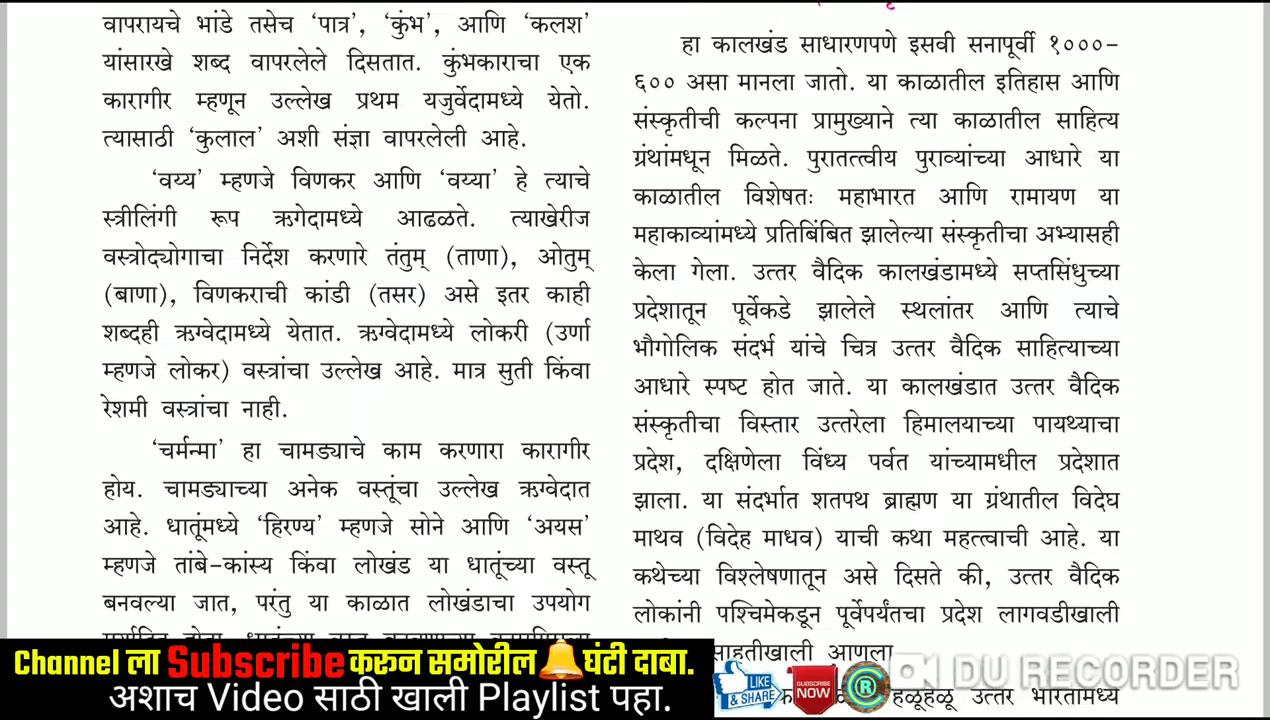 वापरायचे भांडे तसेच ‘पात्र’, ‘कुंभ’, आणि ‘कलश’
यांसारखे शब्द वापरलेले दिसतात. कुंभकाराचा एक
कारागीर म्हणून उल्लेख प्रथम यजुर्वेदामध्ये येतो.
त्यासाठी ‘कुलाल’ अशी संज्ञा वापरलेली आहे.
‘वय्य’ म्हणजे विणकर आणि ‘वय्या’ हे त्याचे
स्त्रीलिंगी रूप ऋगेदामध्ये आढळते. त्याखेरीज
वस्त्रोद्योगाचा निर्देश करणारे तंतुम् (ताणा), ओतुम्
(बाणा), विणकराची कांडी (तसर) असे इतर काही
शब्दही ऋग्वेदामध्ये येतात. ऋग्वेदामध्ये लोकरी (उर्णा
म्हणजे लोकर) वस्त्रांचा उल्लेख आहे. मात्र सुती किंवा
रेशमी वस्त्रांचा नाही.
‘चर्मन्मा’ हा चामड्याचे काम करणारा कारागीर
होय. चामड्याच्या अनेक वस्तूंचा उल्लेख ऋग्वेदात
आहे. धातूंमध्ये ‘हिरण्य’ म्हणजे सोने आणि ‘अयस’
म्हणजे तांबे-कांस्य किंवा लोखंड या धातूंच्या वस्तू
बनवल्या जात, परंतु या काळात लोखंडाचा उपयोग
हा कालखंड साधारणपणे इसवी सनापूर्वी १०००-
६०० असा मानला जातो. या काळातील इतिहास आणि
संस्कृतीची कल्पना प्रामुख्याने त्या काळातील साहित्य
ग्रंथांमधून मिळते. पुरातत्त्वीय पुराव्यांच्या आधारे या
काळातील विशेषतः महाभारत आणि रामायण या
महाकाव्यांमध्ये प्रतिबिंबित झालेल्या संस्कृतीचा अभ्यासही
केला गेला. उत्तर वैदिक कालखंडामध्ये सप्तसिंधुच्या
प्रदेशातून पूर्वेकडे झालेले स्थलांतर आणि त्याचे
भौगोलिक संदर्भ यांचे चित्र उत्तर वैदिक साहित्याच्या
आधारे स्पष्ट होत जाते. या कालखंडात उत्तर वैदिक
संस्कृतीचा विस्तार उत्तरेला हिमालयाच्या पायथ्याचा
प्रदेश, दक्षिणेला विंध्य पर्वत यांच्यामधील प्रदेशात
झाला. या संदर्भात शतपथ ब्राह्मण या ग्रंथातील विदेघ
माथव (विदेह माधव) याची कथा महत्त्वाची आहे. या
कथेच्या विश्लेषणातून असे दिसते की, उत्तर वैदिक
लोकांनी पश्चिमेकडून पूर्वेपर्यंतचा प्रदेश लागवडीखाली
आणला
हळूहळू उत्तर भारतामध्ये
Channel ला Subscribe करून समोरील घंटी दाबा.
अशाच Video साठी खाली Playlist पहा.
LIKE & SHARE
SUBSCRIBE NOW
R
DU RECORDER